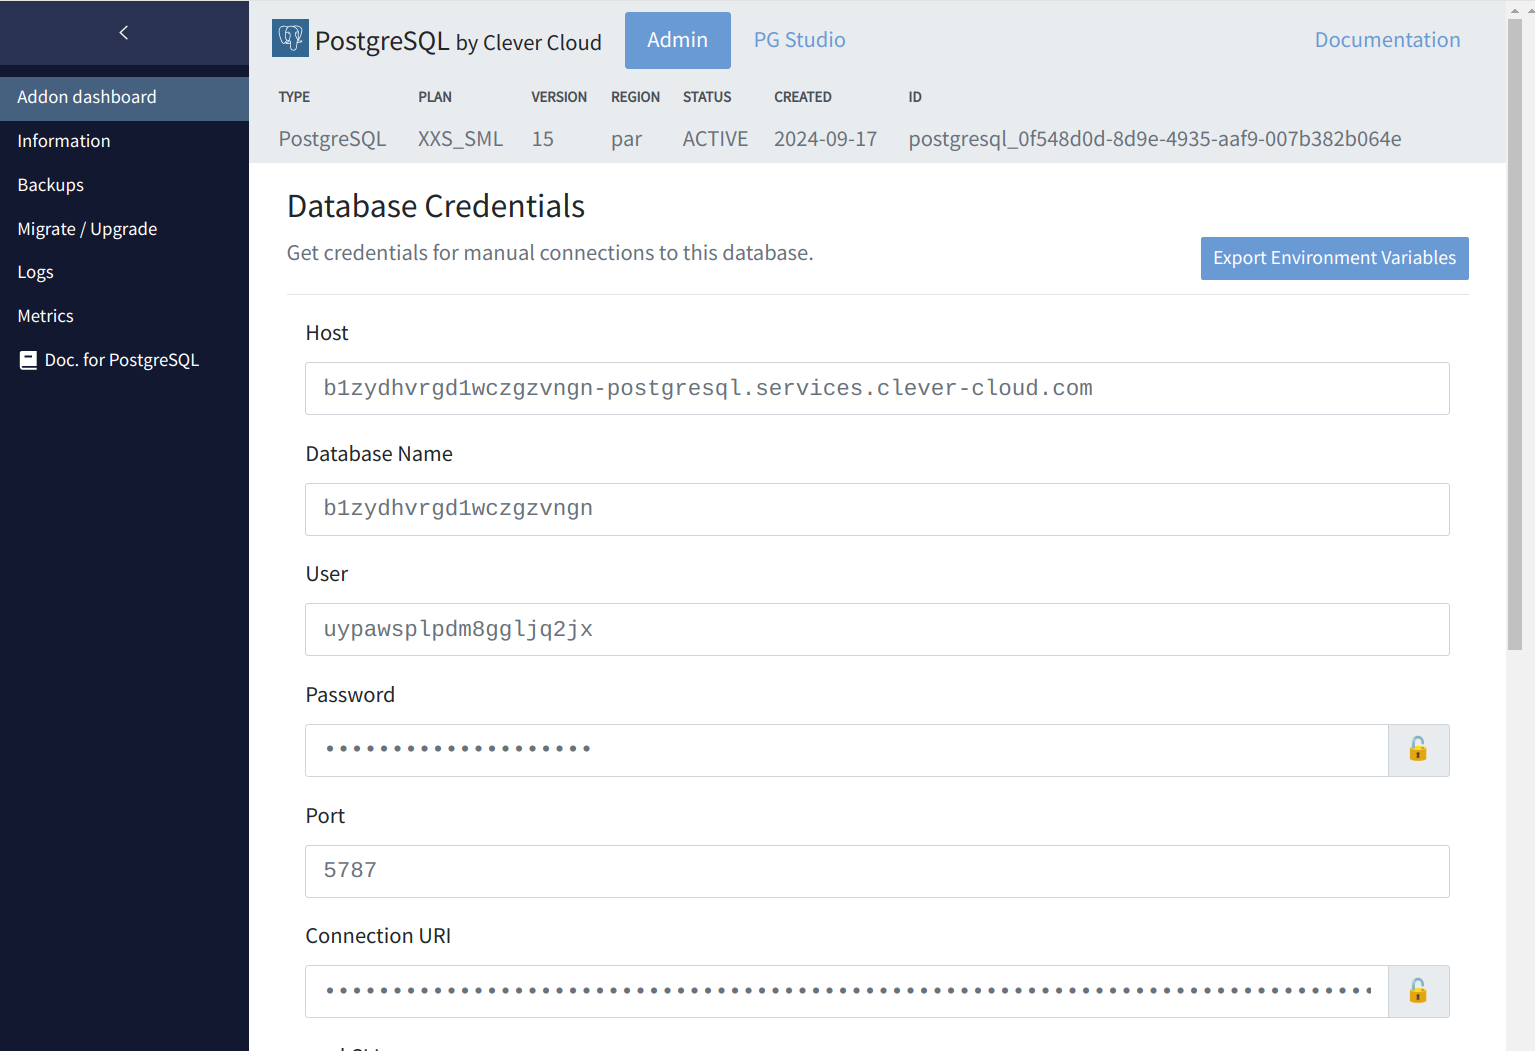 PostgreSQL by Clever Cloud
Admin
PG Studio
Documentation
Addon dashboard
Information
Backups
Migrate / Upgrade
Logs
Metrics
Doc. for PostgreSQL
TYPE PLAN VERSION REGION STATUS CREATED ID
PostgreSQL XXS_SML 15 par ACTIVE 2024-09-17 postgresql_0f548d0d-8d9e-4935-aaf9-007b382b064e
Database Credentials
Get credentials for manual connections to this database.
Export Environment Variables
Host
b1zydhvrgd1wczgzvngn-postgresql.services.clever-cloud.com
Database Name
b1zydhvrgd1wczgzvngn
User
uypawsplpdm8ggljq2jx
Password
••••••••••••••••••••
Port
5787
Connection URI